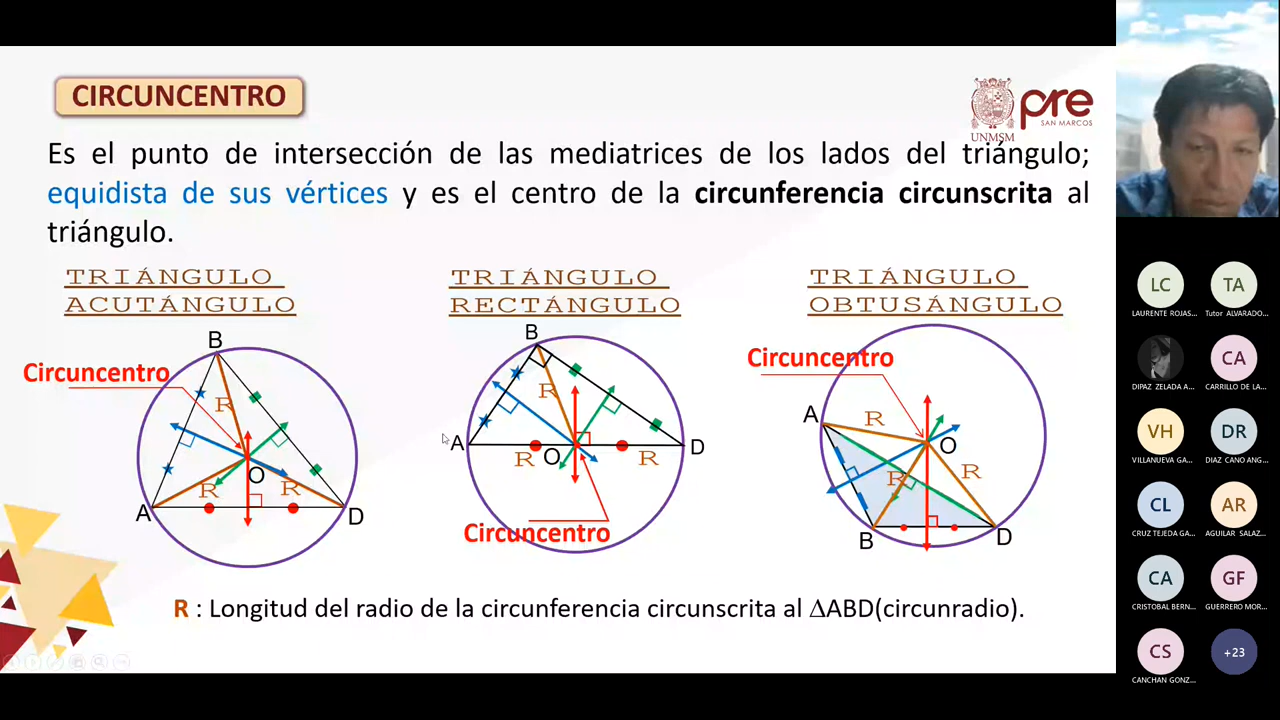 CIRCUNCENTRO
UNMSM
pre
SAN MARCOS
Es el punto de intersección de las mediatrices de los lados del triángulo;
equidista de sus vértices y es el centro de la circunferencia circunscrita al
triángulo.
TRIÁNGULO
ACUTÁNGULO
B
Circuncentro
R
O
R
R
A
D
TRIÁNGULO
RECTÁNGULO
B
R
A
R
O
R
D
Circuncentro
TRIÁNGULO
OBTUSÁNGULO
Circuncentro
A
R
O
R
R
B
D
R : Longitud del radio de la circunferencia circunscrita al ∆ABD(circunradio).
LC
LAURENTE ROJAS...
TA
Tutor ALVARADO...
DIPAZ ZELADA A...
CA
CARRILLO DE LA...
VH
VILLANUEVA GA...
DR
DIAZ CANO ANG...
CL
CRUZ TEJEDA GA...
AR
AGUILAR SALAZ...
CA
CRISTOBAL BERN...
GF
GUERRERO MOR...
CS
CANCHAN GONZ...
+23